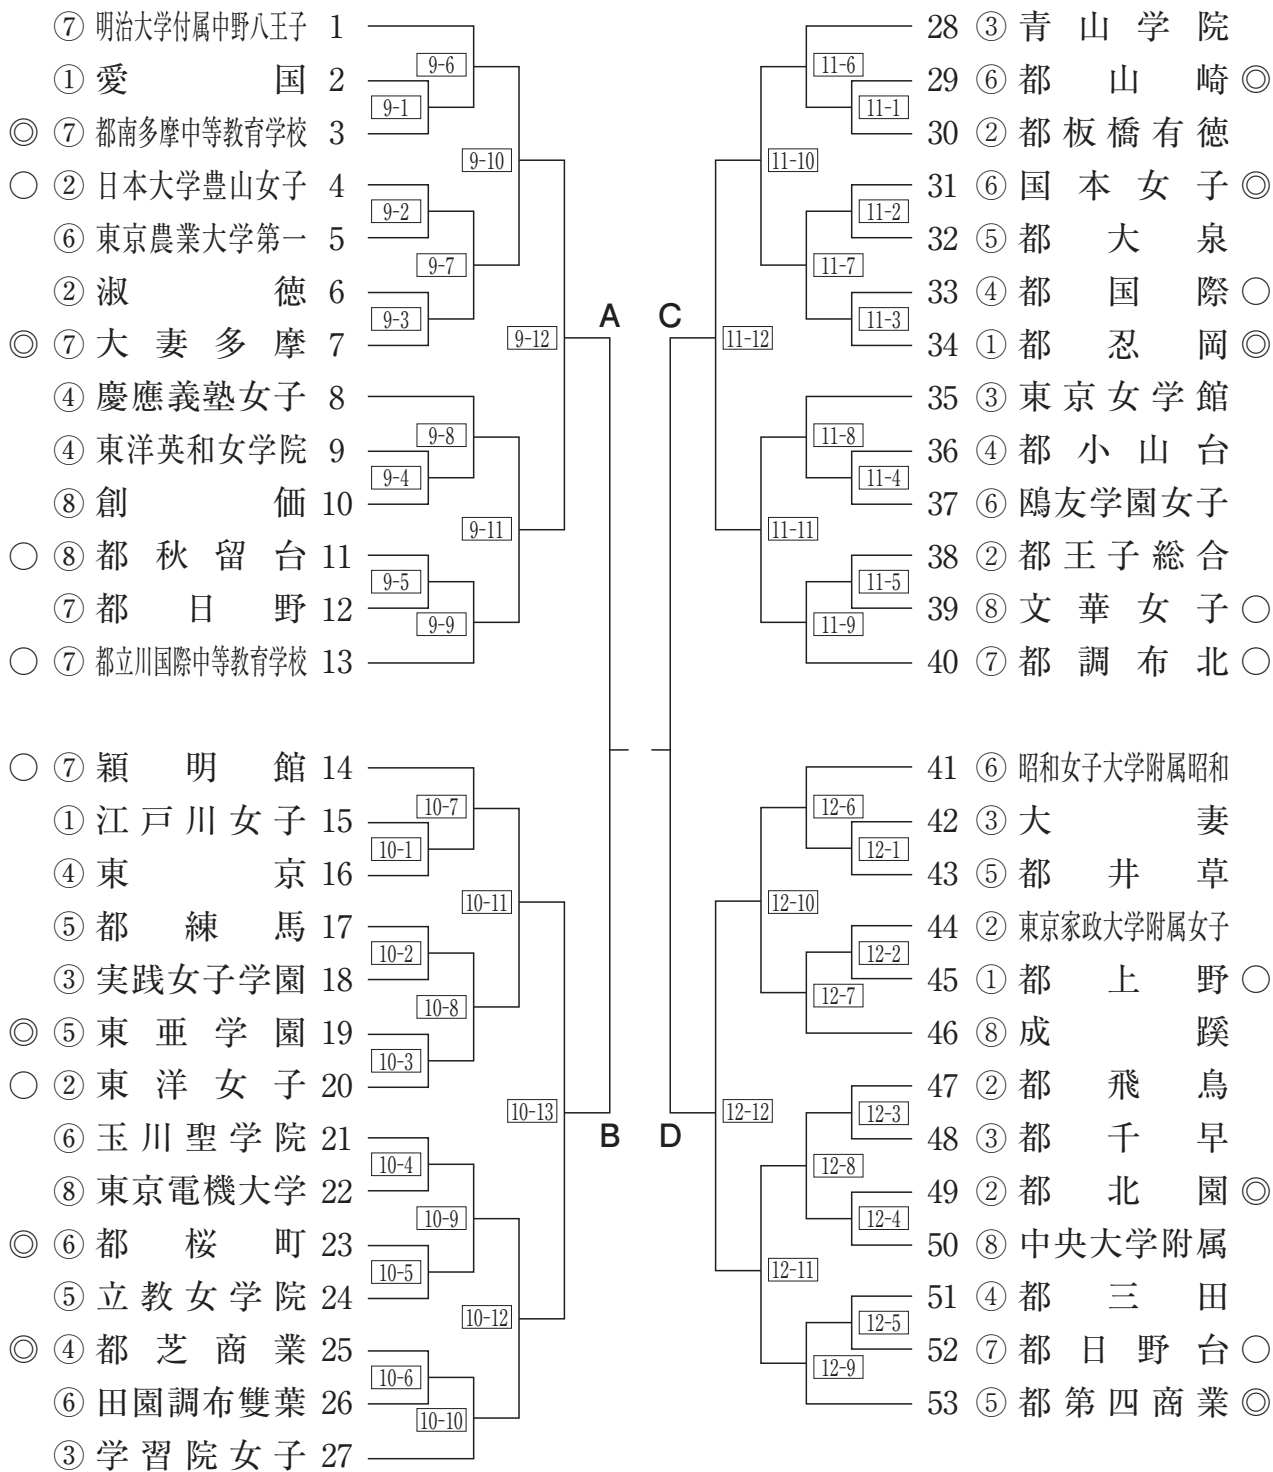 ⑦ 明治大学付属中野八王子 1
① 愛国 2
◎ ⑦ 都南多摩中等教育学校 3
○ ② 日本大学豊山女子 4
⑥ 東京農業大学第一 5
② 淑徳 6
◎ ⑦ 大妻多摩 7
④ 慶應義塾女子 8
④ 東洋英和女学院 9
⑧ 創価 10
○ ⑧ 都秋留台 11
⑦ 都日野 12
○ ⑦ 都立川国際中等教育学校 13
9-6
9-1
9-10
9-2
9-7
9-3
9-12
9-8
9-4
9-11
9-5
9-9
A
○ ⑦ 穎明館 14
① 江戸川女子 15
④ 東京 16
⑤ 都練馬 17
③ 実践女子学園 18
◎ ⑤ 東亜学園 19
○ ② 東洋女子 20
⑥ 玉川聖学院 21
⑧ 東京電機大学 22
◎ ⑥ 都桜町 23
⑤ 立教女学院 24
◎ ④ 都芝商業 25
⑥ 田園調布雙葉 26
③ 学習院女子 27
10-7
10-1
10-11
10-2
10-8
10-3
10-13
10-4
10-9
10-5
10-12
10-6
10-10
B
28 ③ 青山学院
29 ⑥ 都山崎 ◎
30 ② 都板橋有徳
31 ⑥ 国本女子 ◎
32 ⑤ 都大泉
33 ④ 都国際 ○
34 ① 都忍岡 ◎
35 ③ 東京女学館
36 ④ 都小山台
37 ⑥ 鴎友学園女子
38 ② 都王子総合
39 ⑧ 文華女子 ○
40 ⑦ 都調布北 ○
11-6
11-1
11-10
11-2
11-7
11-3
11-12
11-8
11-4
11-11
11-5
11-9
C
41 ⑥ 昭和女子大学附属昭和
42 ③ 大妻
43 ⑤ 都井草
44 ② 東京家政大学附属女子
45 ① 都上野 ○
46 ⑧ 成蹊
47 ② 都飛鳥
48 ③ 都千早
49 ② 都北園 ◎
50 ⑧ 中央大学附属
51 ④ 都三田
52 ⑦ 都日野台 ○
53 ⑤ 都第四商業 ◎
12-6
12-1
12-10
12-2
12-7
12-3
12-12
12-8
12-4
12-11
12-5
12-9
D